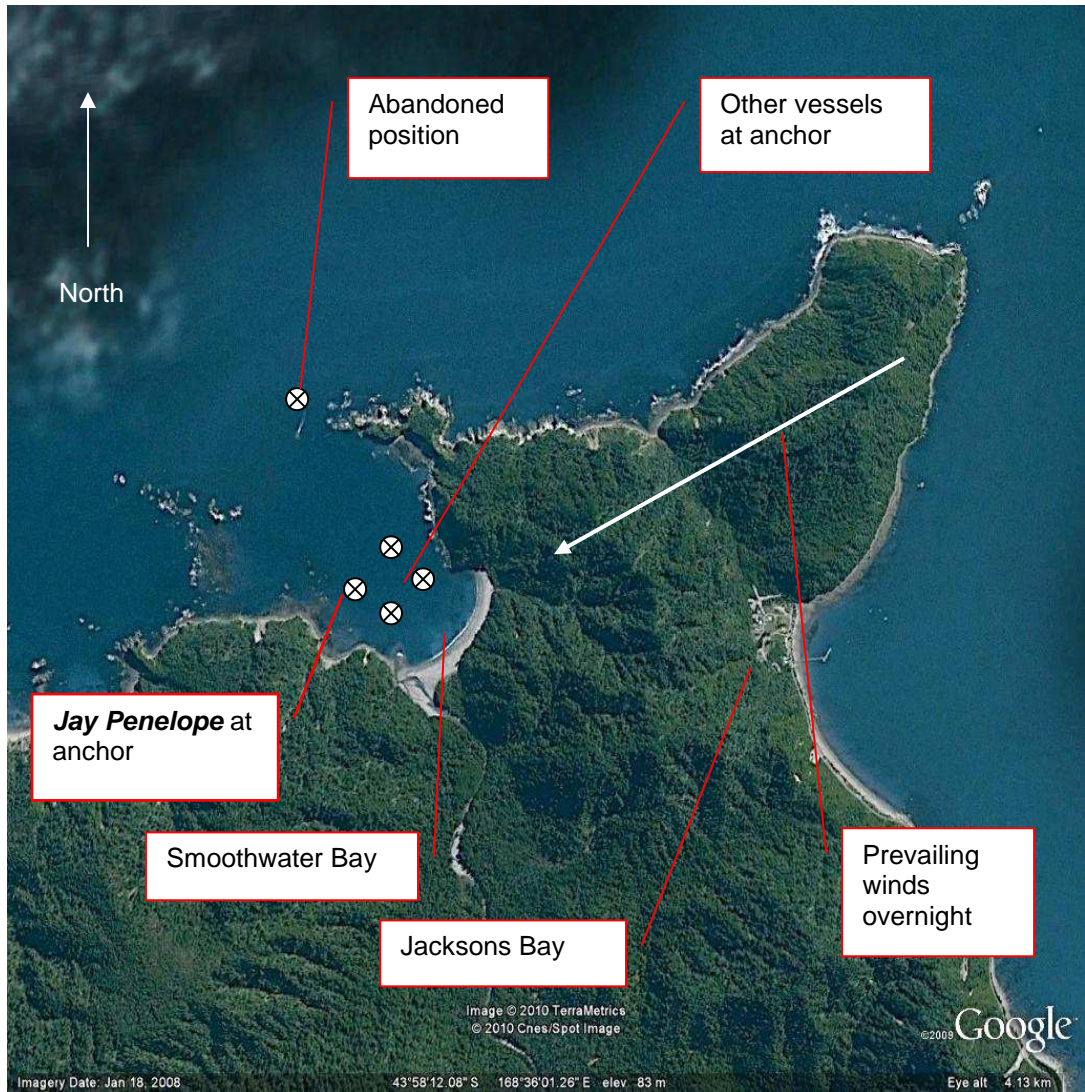 Abandoned
position
Other vessels
at anchor
North
Jay Penelope at
anchor
Smoothwater Bay
Prevailing
winds
overnight
Jacksons Bay
Image © 2010 TerraMetrics
© 2010 Cnes/Spot Image
©2009 Google
Imagery Date: Jan 18, 2008
43°58'12.08" S 168°36'01.26" E elev 83 m
Eye alt 4.13 km